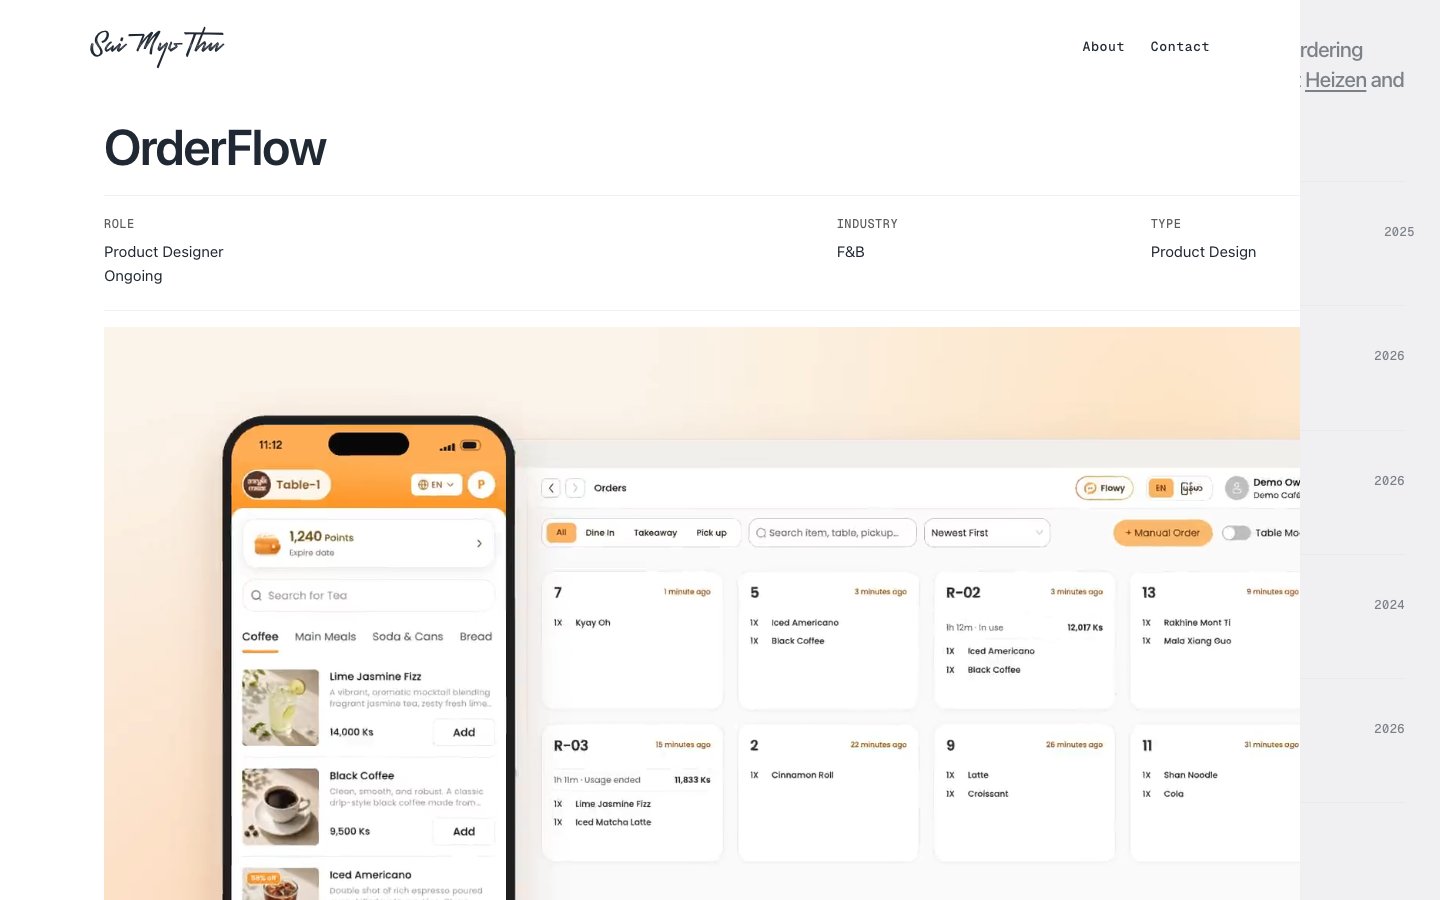 Sai Myo Thu
About
Contact
rdering
Heizen and
OrderFlow
ROLE
Product Designer
Ongoing
INDUSTRY
F&B
TYPE
Product Design
2025
2026
2026
2024
2026
11:12
Table-1
EN
P
1,240 Points
Expire date
Search for Tea
Coffee
Main Meals
Soda & Cans
Bread
Lime Jasmine Fizz
A vibrant, aromatic mocktail blending
fragrant jasmine tea, zesty fresh lime...
14,000 Ks
Add
Black Coffee
Clean, smooth, and robust. A classic
drip-style black coffee made from...
9,500 Ks
Add
58% off
Iced Americano
Double shot of rich espresso poured
Orders
Flowy
EN
Demo Ow
Demo Café
All
Dine In
Takeaway
Pick up
Search item, table, pickup...
Newest First
+ Manual Order
Table Mo
7
1 minute ago
1X Kyay Oh
5
3 minutes ago
1X Iced Americano
1X Black Coffee
R-02
3 minutes ago
1h 12m · In use
12,017 Ks
1X Iced Americano
1X Black Coffee
13
9 minutes ago
1X Rakhine Mont Ti
1X Mala Xiang Guo
R-03
15 minutes ago
1h 11m · Usage ended
11,833 Ks
1X Lime Jasmine Fizz
1X Iced Matcha Latte
2
22 minutes ago
1X Cinnamon Roll
9
26 minutes ago
1X Latte
1X Croissant
11
31 minutes ago
1X Shan Noodle
1X Cola